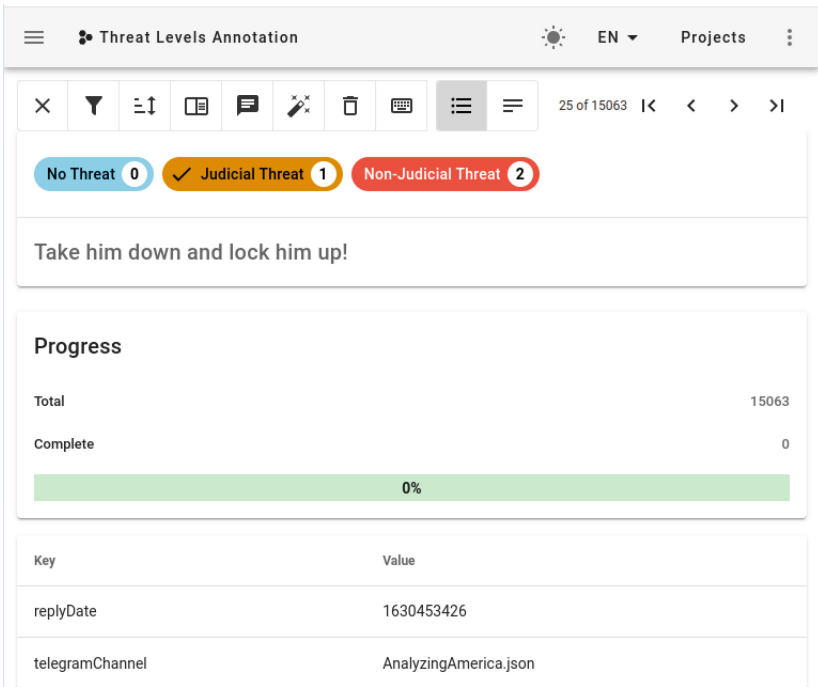 Threat Levels Annotation EN Projects
25 of 15063
No Threat 0 Judicial Threat 1 Non-Judicial Threat 2
Take him down and lock him up!
Progress
Total 15063
Complete 0
0%
Key Value
replyDate 1630453426
telegramChannel AnalyzingAmerica.json